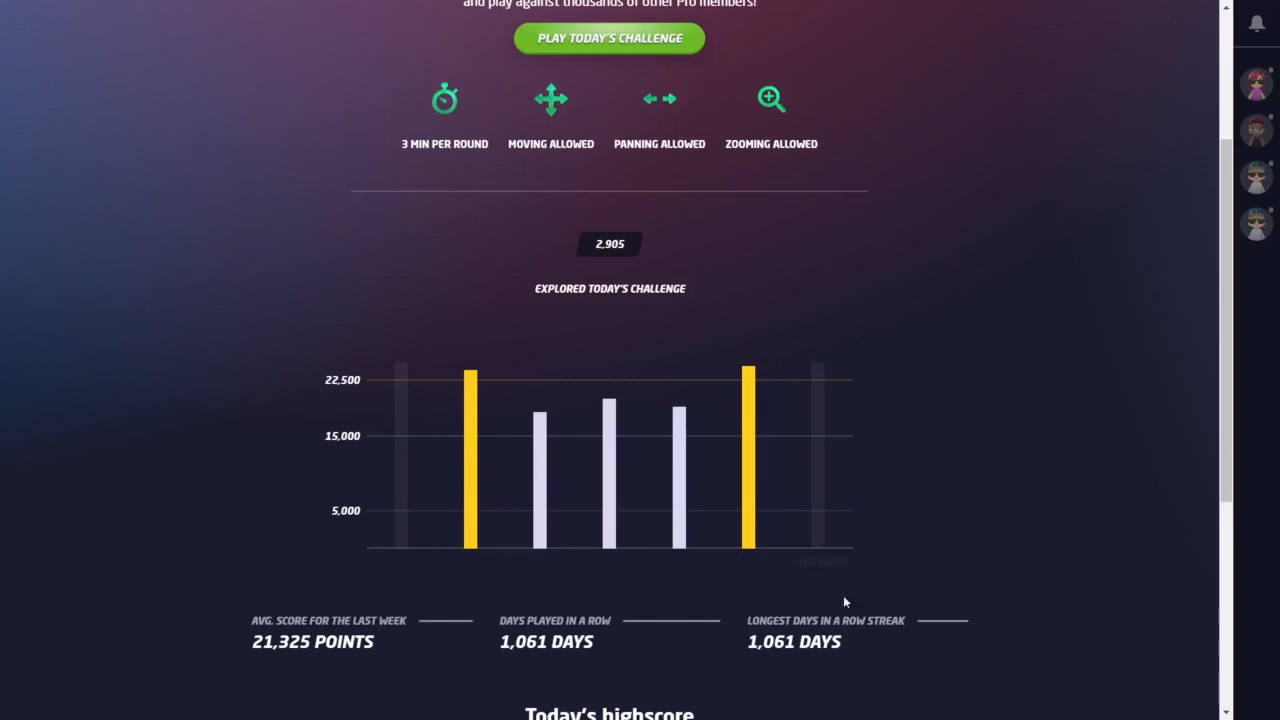 and play against thousands of other Pro members!
PLAY TODAY'S CHALLENGE
3 MIN PER ROUND
MOVING ALLOWED
PANNING ALLOWED
ZOOMING ALLOWED
2,905
EXPLORED TODAY'S CHALLENGE
22,500
15,000
5,000
AVG. SCORE FOR THE LAST WEEK
21,325 POINTS
DAYS PLAYED IN A ROW
1,061 DAYS
LONGEST DAYS IN A ROW STREAK
1,061 DAYS
Today's highscore